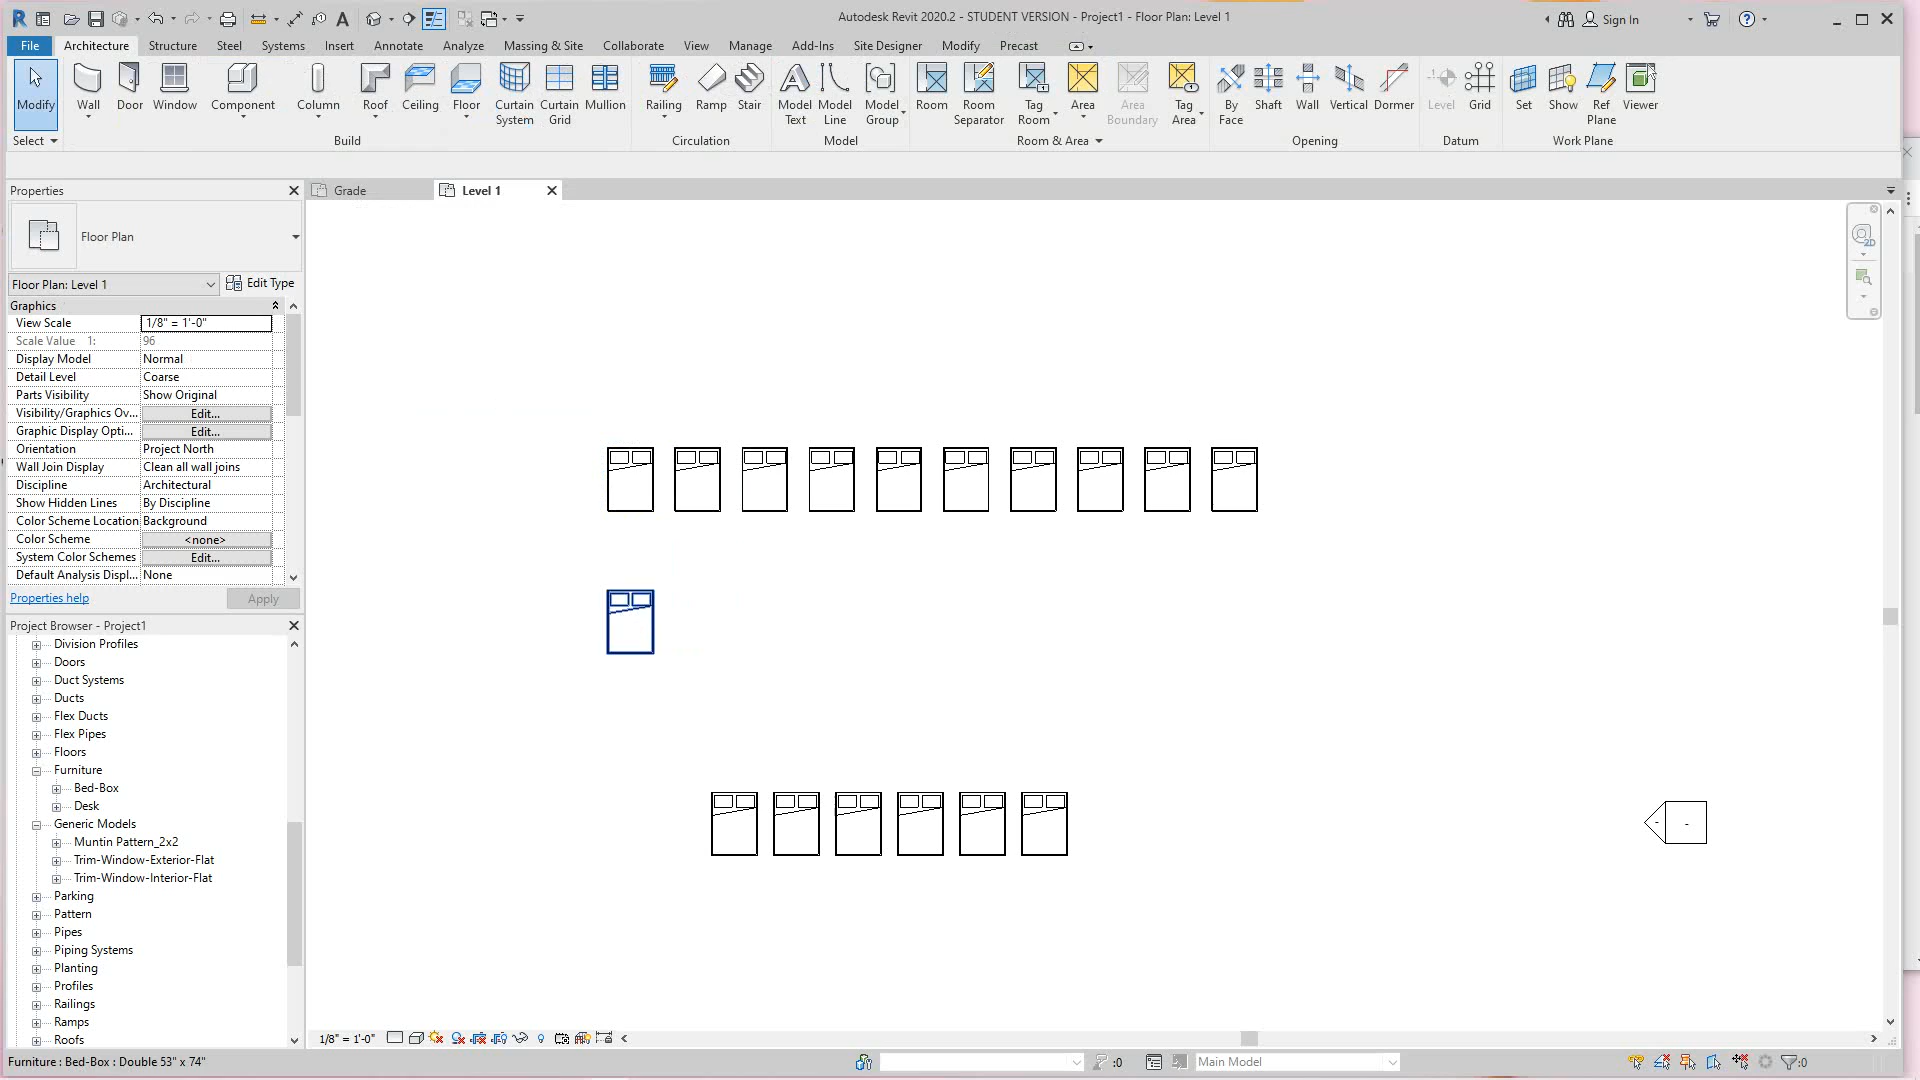 Autodesk Revit 2020.2 - STUDENT VERSION - Project1 - Floor Plan: Level 1
Sign In
File Architecture Structure Steel Systems Insert Annotate Analyze Massing & Site Collaborate View Manage Add-Ins Site Designer Modify Precast
Modify Wall Door Window Component Column Roof Ceiling Floor Curtain System Curtain Grid Mullion Railing Ramp Stair Model Text Model Line Model Group Room Room Separator Tag Room Area Area Boundary Tag Area By Face Shaft Wall Vertical Dormer Level Grid Set Show Ref Plane Viewer
Select Build Circulation Model Room & Area Opening Datum Work Plane
Properties
Grade Level 1
2D
Floor Plan
Floor Plan: Level 1 Edit Type
Graphics
View Scale 1/8" = 1'-0"
Scale Value 1: 96
Display Model Normal
Detail Level Coarse
Parts Visibility Show Original
Visibility/Graphics Ov... Edit...
Graphic Display Opti... Edit...
Orientation Project North
Wall Join Display Clean all wall joins
Discipline Architectural
Show Hidden Lines By Discipline
Color Scheme Location Background
Color Scheme <none>
System Color Schemes Edit...
Default Analysis Displ... None
Properties help Apply
Project Browser - Project1
Division Profiles
Doors
Duct Systems
Ducts
Flex Ducts
Flex Pipes
Floors
Furniture
Bed-Box
Desk
Generic Models
Muntin Pattern_2x2
Trim-Window-Exterior-Flat
Trim-Window-Interior-Flat
Parking
Pattern
Pipes
Piping Systems
Planting
Profiles
Railings
Ramps
Roofs
1/8" = 1'-0"
Furniture : Bed-Box : Double 53" x 74" :0 Main Model :0